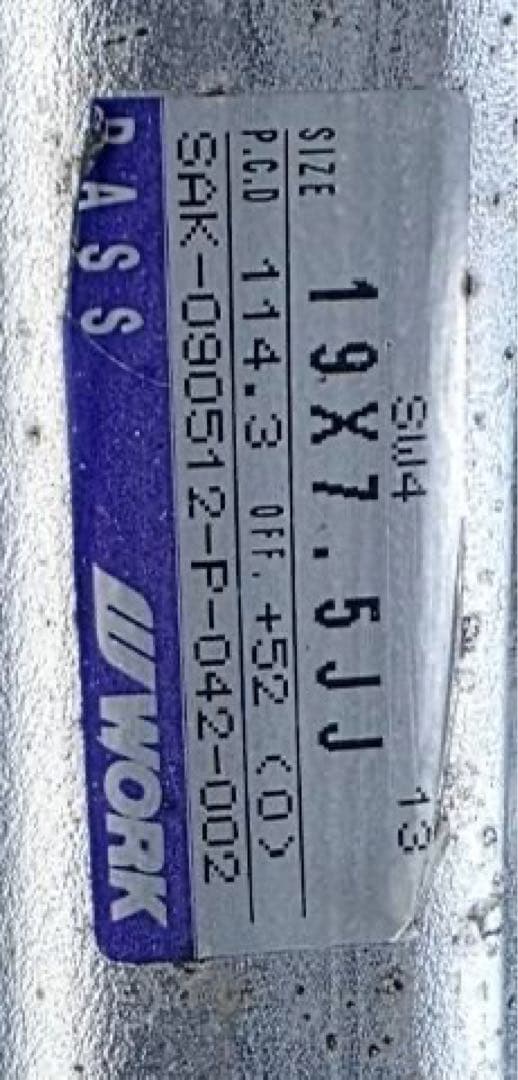 SW4 13
SIZE 19X7.5JJ
P.C.D 114.3 OFF. +52 <O>
SAK-090512-P-042-002
PASS WORK